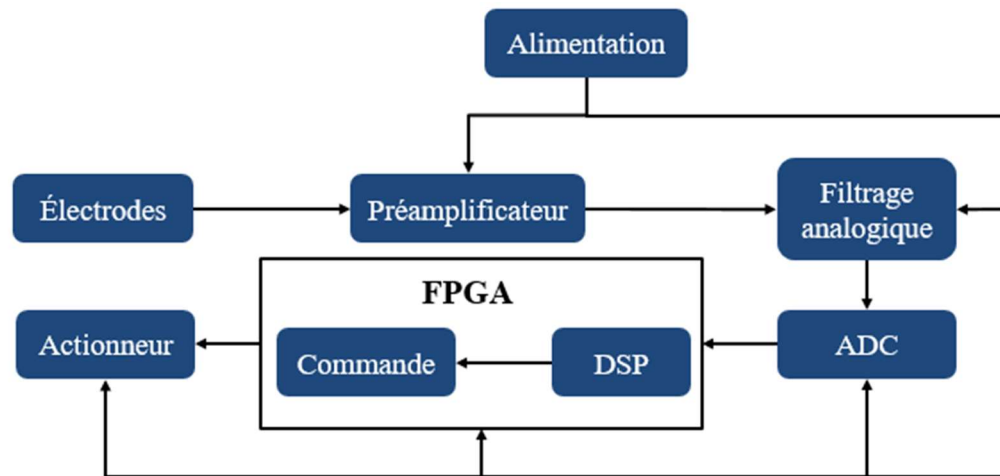 Alimentation
Électrodes
Préamplificateur
Filtrage
analogique
FPGA
Actionneur
Commande
DSP
ADC